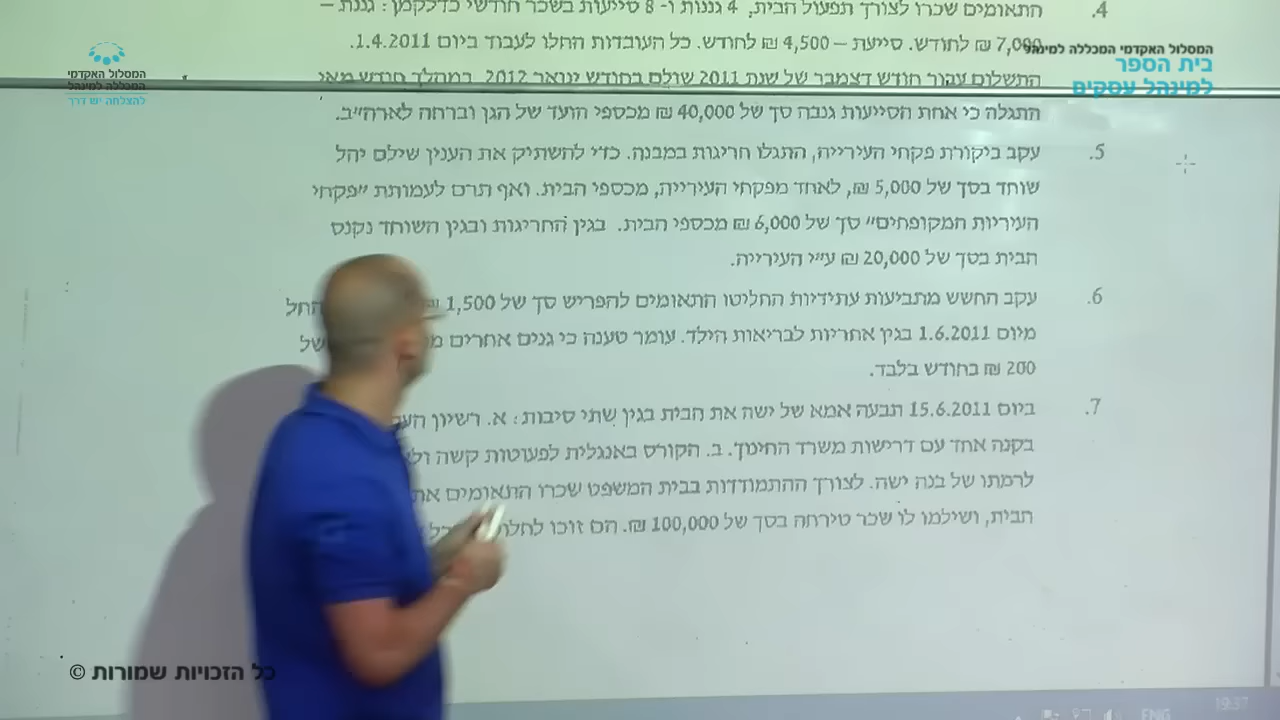 4. התאומים שכרו לצורך תפעול הבית, 4 גננות ו- 8 סייעות בשכר חודשי כדלקמן: גננת –
7,000 ₪ לחודש. סייעת – 4,500 ₪ לחודש. כל העובדות החלו לעבוד ביום 1.4.2011.
התשלום עבור חודש דצמבר של שנת 2011 שולם בחודש ינואר 2012. במהלך חודש מאי
התגלה כי אחת הסייעות גנבה סך של 40,000 ₪ מכספי הועד של הגן וברחה לארה״ב.
5. עקב ביקורת פקחי העירייה, התגלו חריגות במבנה. כדי להשתיק את הענין שילם יהל
שוחד בסך של 5,000 ₪, לאחד מפקחי העירייה, מכספי הבית. ואף תרם לעמותת ״פקחי
העיריות המקופחים״ סך של 6,000 ₪ מכספי הבית. בגין החריגות ובגין השוחד נקנס
הבית בסך של 20,000 ₪ ע״י העירייה.
6. עקב החשש מתביעות עתידיות החליטו התאומים להפריש סך של 1,500 ₪ החל
מיום 1.6.2011 בגין אחריות לבריאות הילד. עומר טענה כי גנים אחרים של
200 ₪ בחודש בלבד.
7. ביום 15.6.2011 תבעה אמא של ישה את הבית בגין שתי סיבות: א. רשיון
בקנה אחד עם דרישות משרד החינוך. ב. הקורס באנגלית לפעוטות קשה
לרמתו של בנה ישה. לצורך ההתמודדות בבית המשפט שכרו התאומים את
הבית, ושילמו לו שכר טירחה בסך של 100,000 ₪. הם זוכו
המסלול האקדמי המכללה למינהל
בית הספר
למינהל עסקים
המסלול האקדמי
המכללה למינהל
להצלחה יש דרך
כל הזכויות שמורות ©
ENG
19:37